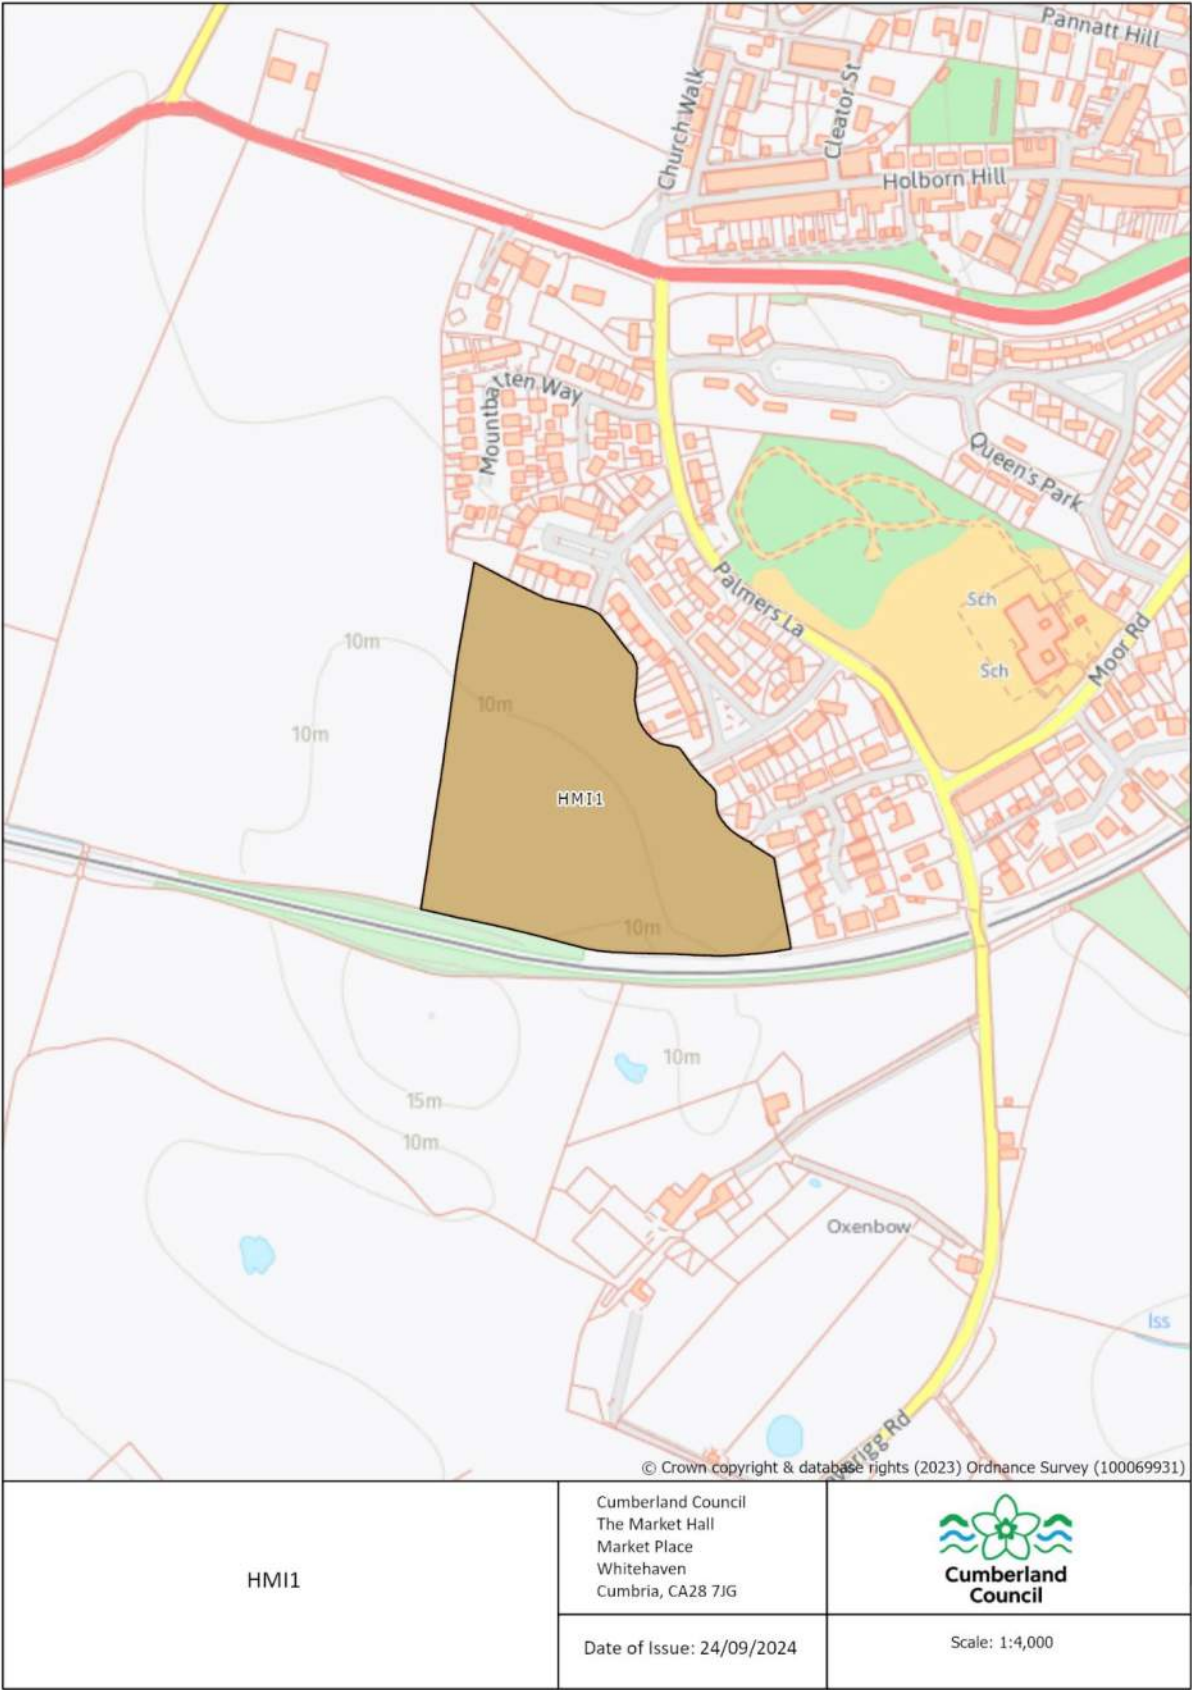 Pannatt Hill
Church Walk
Cleator St
Holborn Hill
Mountbatten Way
Queen's Park
Palmers La
Sch
Sch
Moor Rd
10m
10m
10m
HMI1
10m
10m
15m
10m
Oxenbow
Iss
verigg Rd
© Crown copyright & database rights (2023) Ordnance Survey (100069931)
HMI1
Cumberland Council
The Market Hall
Market Place
Whitehaven
Cumbria, CA28 7JG
Date of Issue: 24/09/2024
Cumberland
Council
Scale: 1:4,000